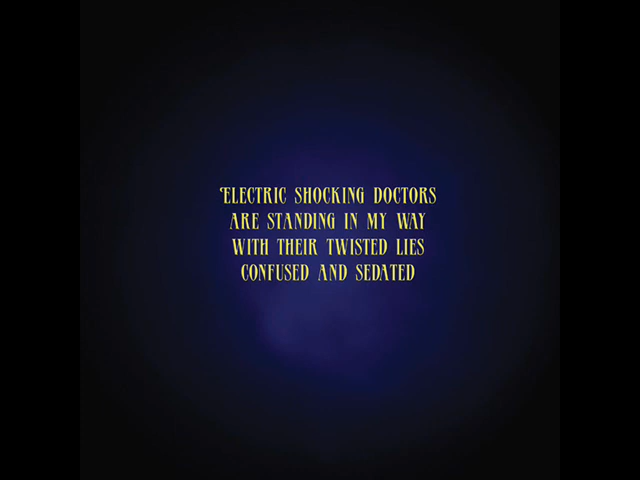 Electric shocking doctors
are standing in my way
with their twisted lies
confused and sedated